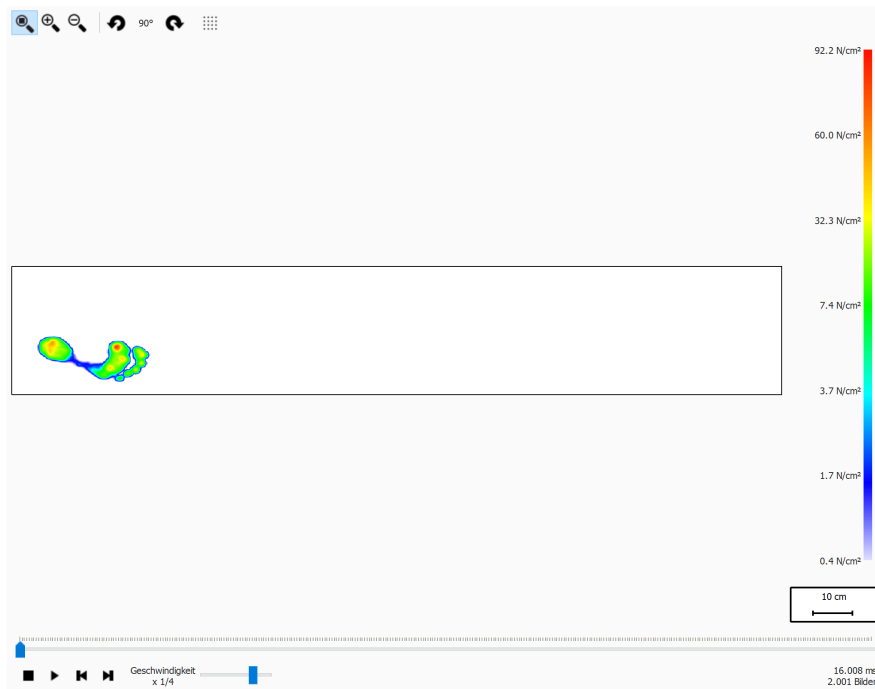 90°
92.2 N/cm²
60.0 N/cm²
32.3 N/cm²
7.4 N/cm²
3.7 N/cm²
1.7 N/cm²
0.4 N/cm²
10 cm
Geschwindigkeit
x 1/4
16.008 ms
2.001 Bilder